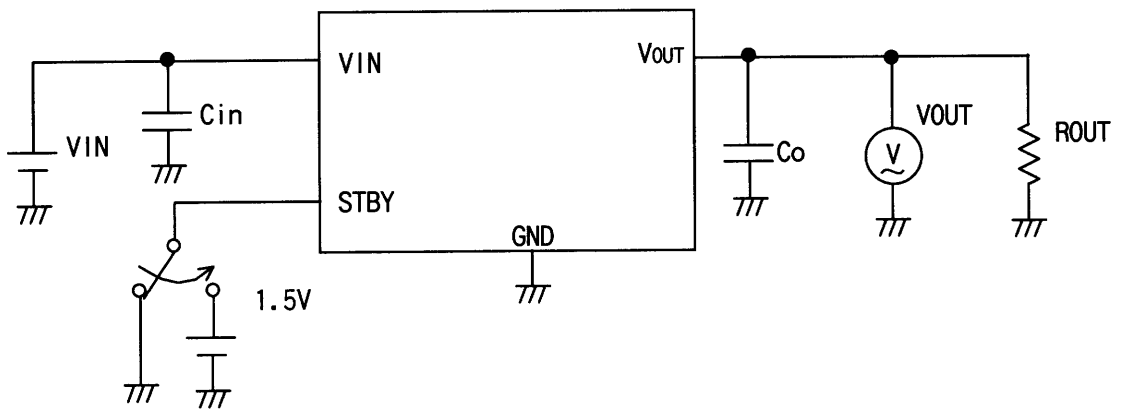 VIN
VOUT
Cin
VIN
VOUT
V
Co
ROUT
STBY
GND
1.5V